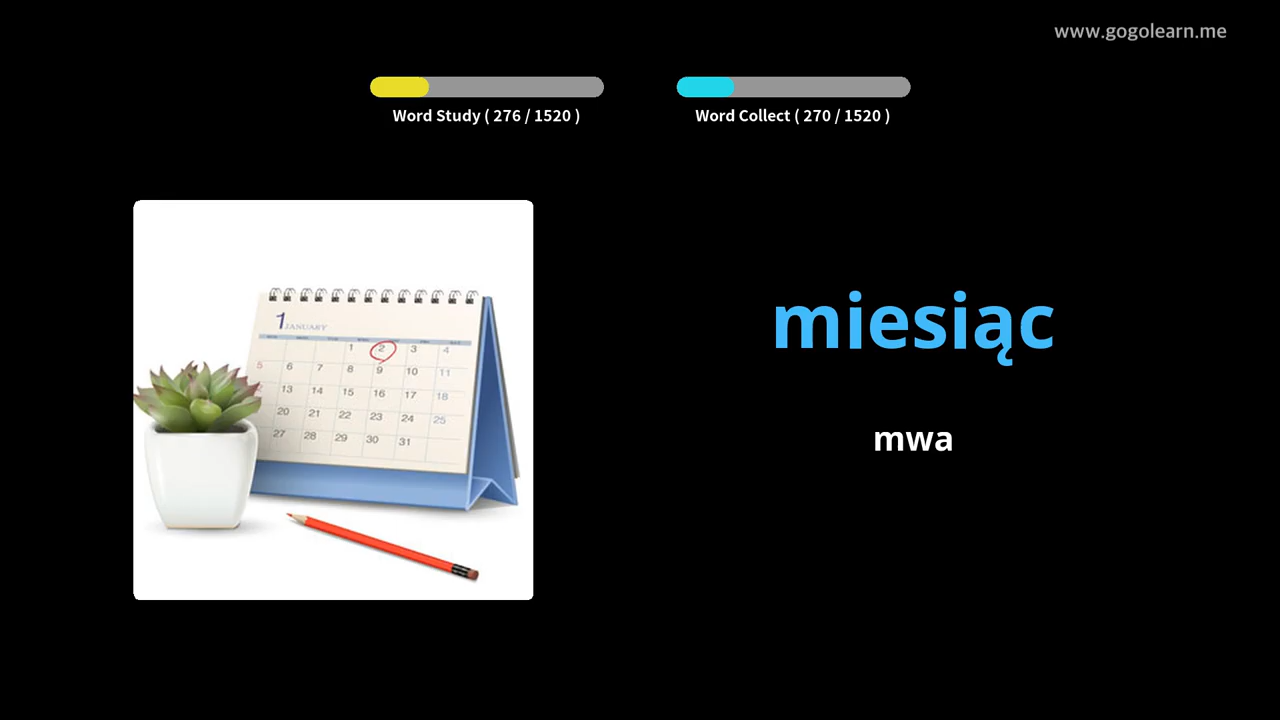 www.gogolearn.me
Word Study ( 276 / 1520 )
Word Collect ( 270 / 1520 )
miesiąc
mwa
1 JANUARY
1 2 3 4
5 6 7 8 9 10 11
13 14 15 16 17 18
20 21 22 23 24 25
27 28 29 30 31